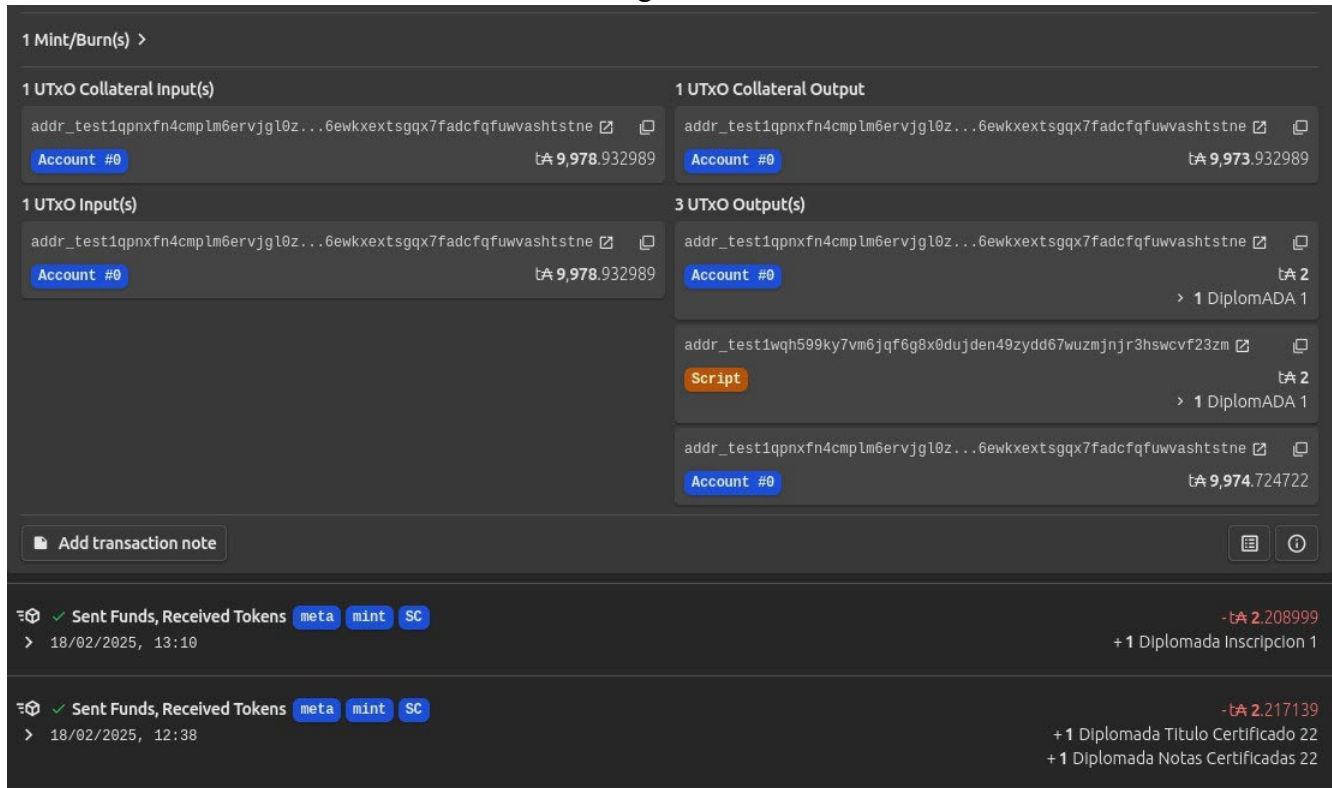 1 Mint/Burn(s) >
1 UTxO Collateral Input(s)
addr_test1qpnxfn4cmplm6ervjgl0z...6ewkxextsgqx7fadcfqfuwvashtstne
Account #0
t₳ 9,978.932989
1 UTxO Collateral Output
addr_test1qpnxfn4cmplm6ervjgl0z...6ewkxextsgqx7fadcfqfuwvashtstne
Account #0
t₳ 9,973.932989
1 UTxO Input(s)
addr_test1qpnxfn4cmplm6ervjgl0z...6ewkxextsgqx7fadcfqfuwvashtstne
Account #0
t₳ 9,978.932989
3 UTxO Output(s)
addr_test1qpnxfn4cmplm6ervjgl0z...6ewkxextsgqx7fadcfqfuwvashtstne
Account #0
t₳ 2
> 1 DiplomADA 1
addr_test1wqh599ky7vm6jqf6g8x0dujden49zydd67wuzmjnjr3hswcvf23zm
Script
t₳ 2
> 1 DiplomADA 1
addr_test1qpnxfn4cmplm6ervjgl0z...6ewkxextsgqx7fadcfqfuwvashtstne
Account #0
t₳ 9,974.724722
Add transaction note
Sent Funds, Received Tokens meta mint SC
-t₳ 2.208999
> 18/02/2025, 13:10
+1 Diplomada Inscripcion 1
Sent Funds, Received Tokens meta mint SC
-t₳ 2.217139
> 18/02/2025, 12:38
+1 Diplomada Titulo Certificado 22
+1 Diplomada Notas Certificadas 22